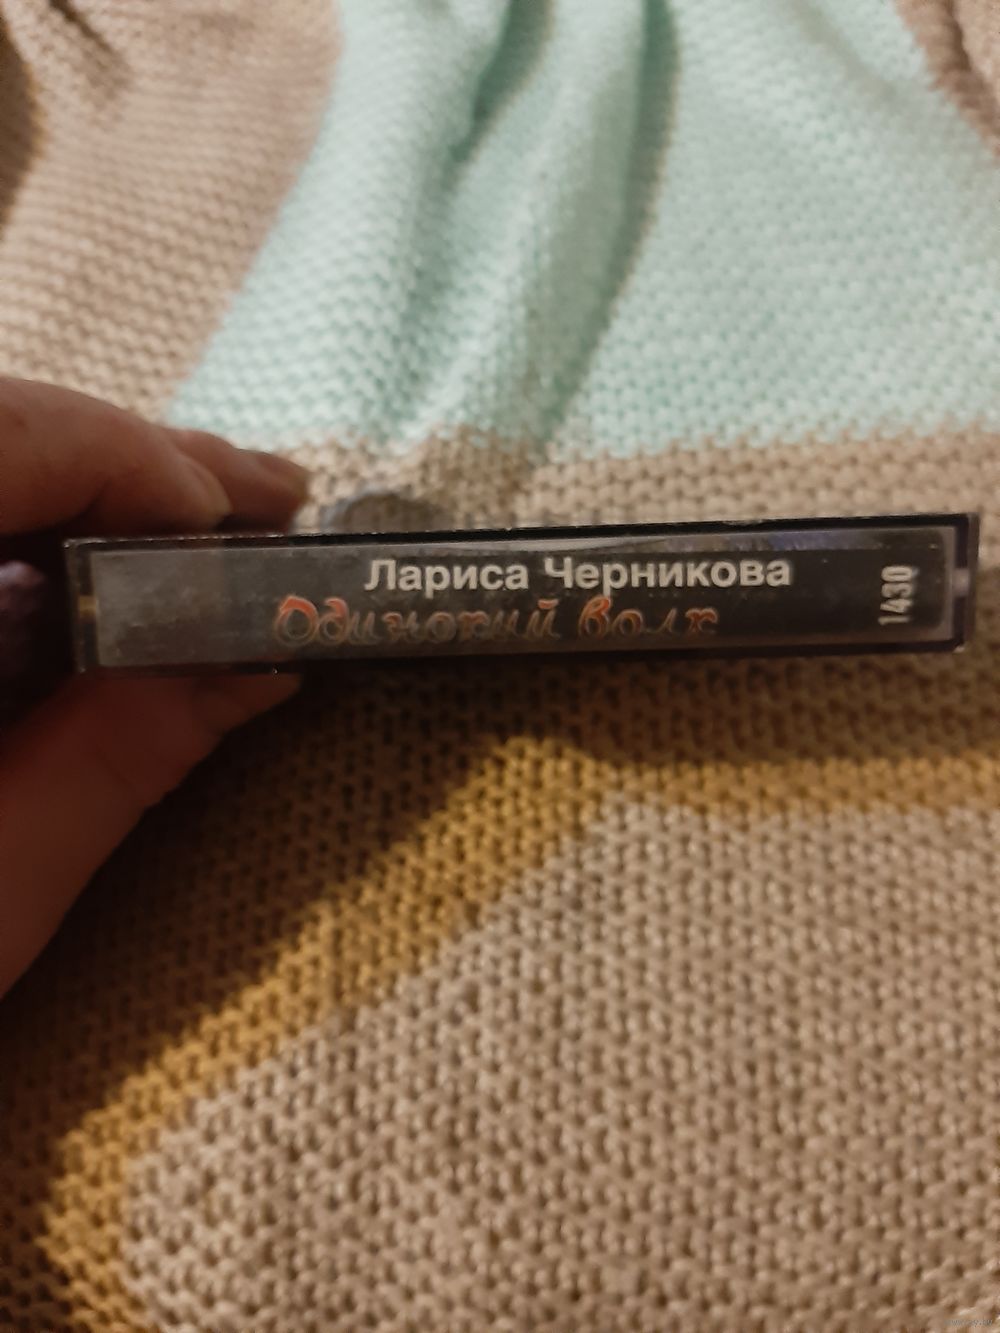 Лариса Черникова
Одинокий волк
1430